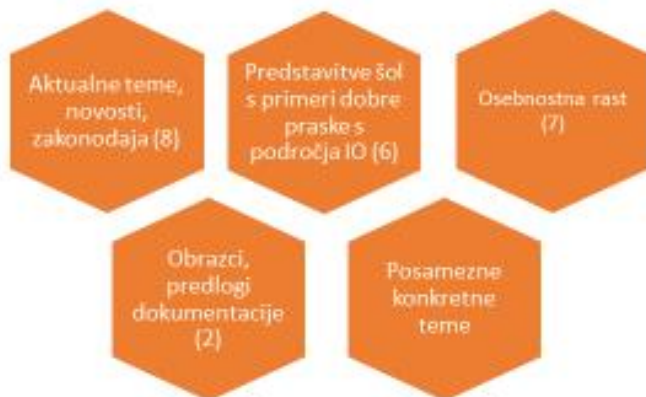 Aktualne teme,
novosti,
zakonodaja (8)
Predstavitve šol
s primeri dobre
praske s
področja IO (6)
Osebnostna rast
(7)
Obrazci,
predlogi
dokumentacije
(2)
Posamezne
konkretne
teme